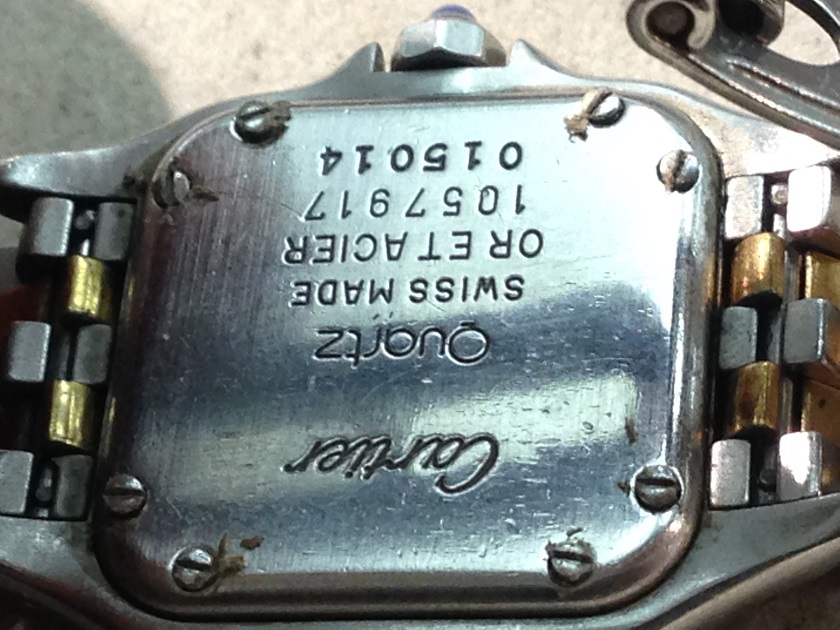 Cartier
Quartz
SWISS MADE
OR ET ACIER
1057917
015014